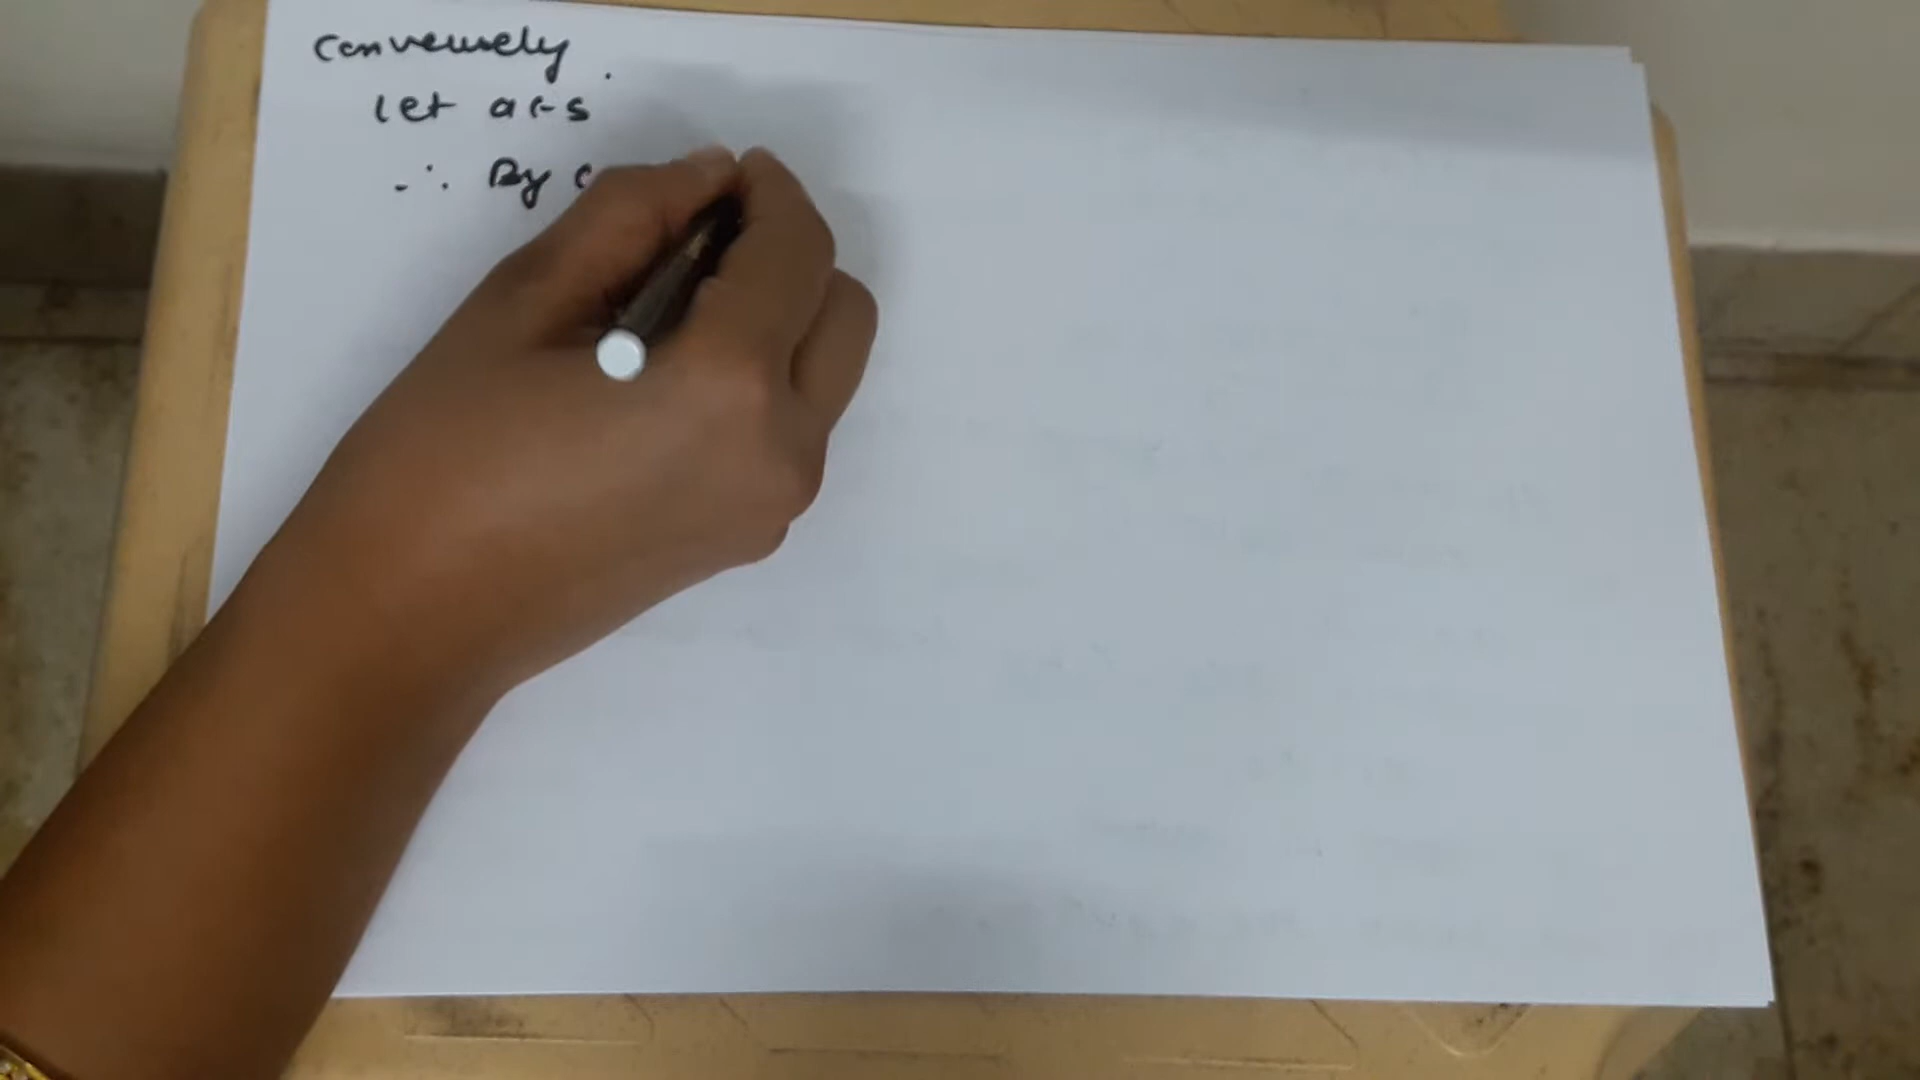 Conversely.
let a∈s
∴ By